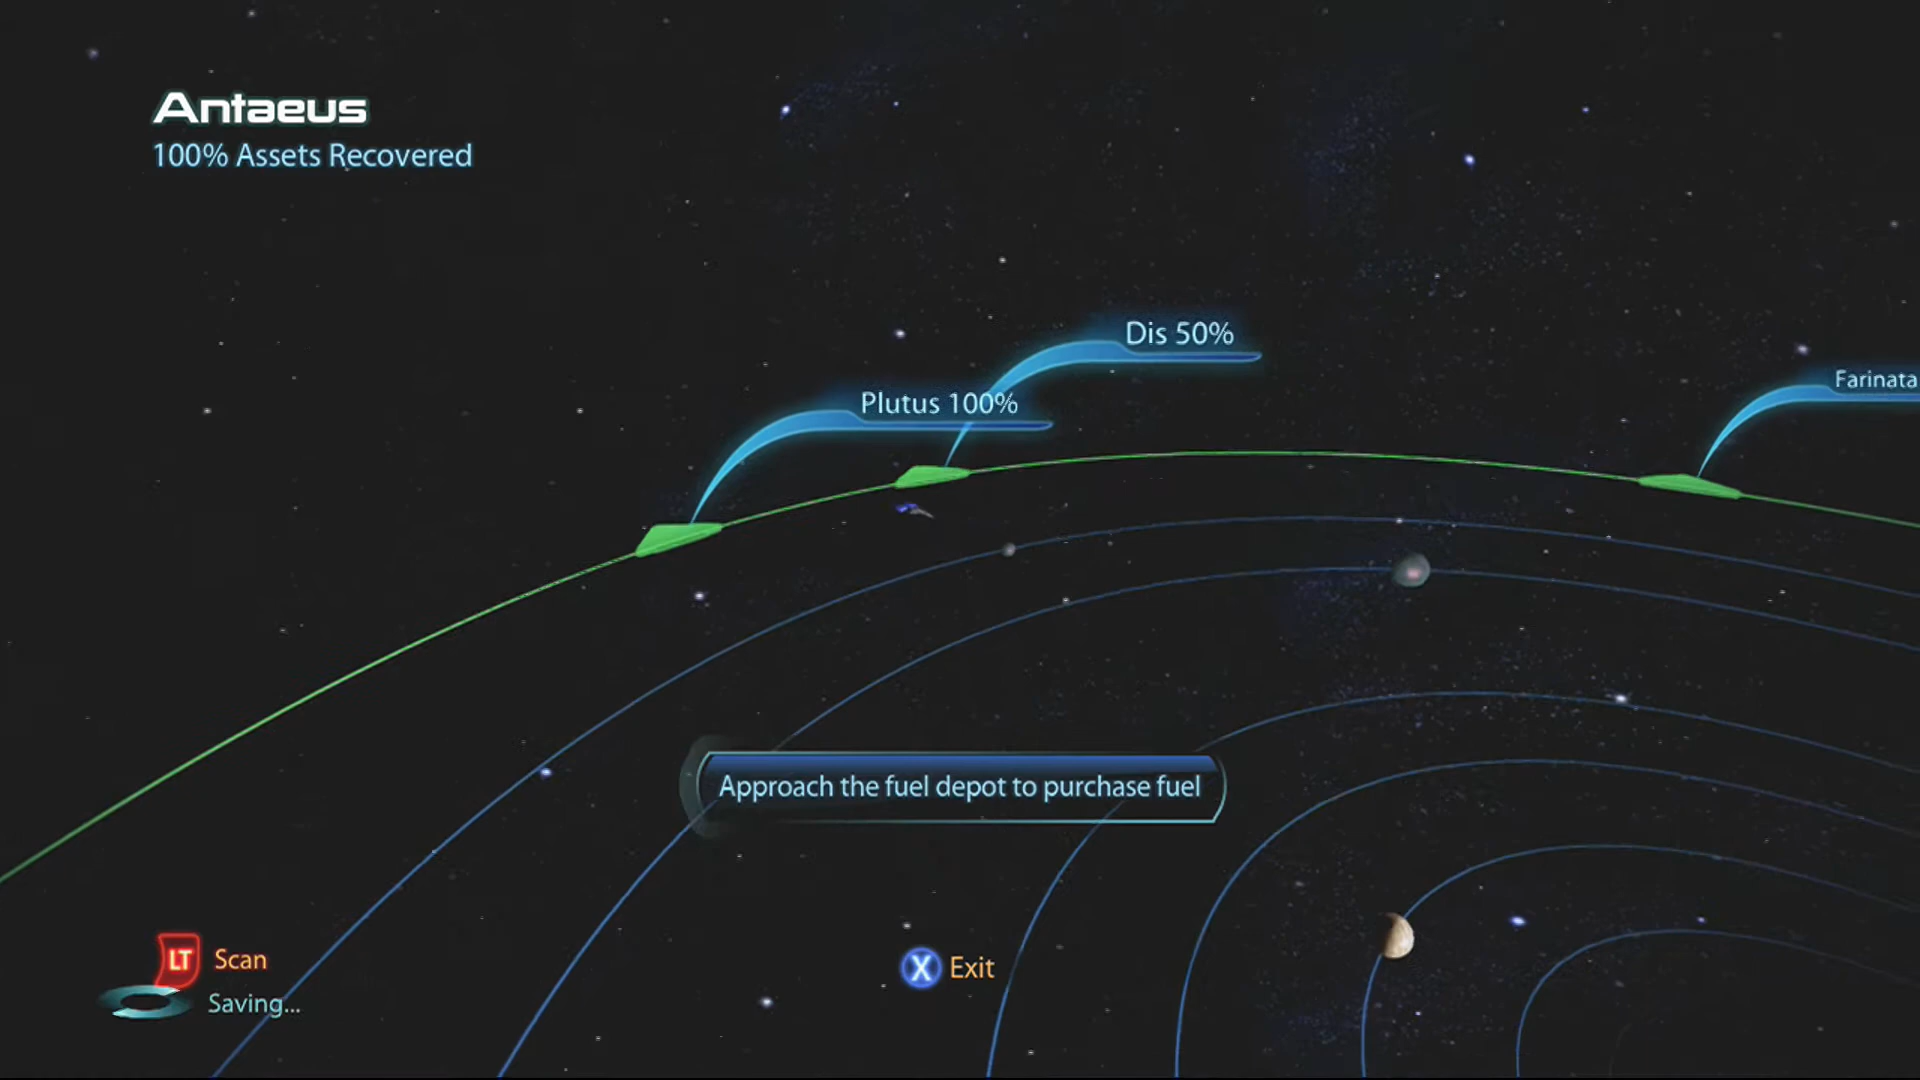 Antaeus
100% Assets Recovered
Dis 50%
Plutus 100%
Farinata
Approach the fuel depot to purchase fuel
LT Scan
X Exit
Saving...